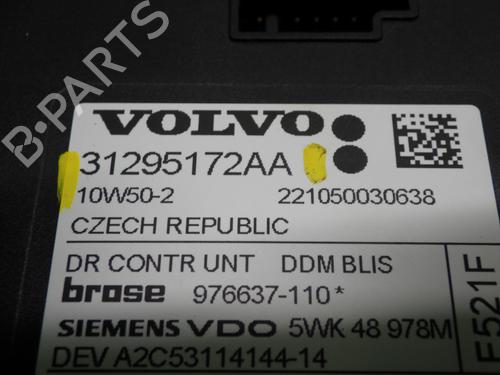 B-PARTS
VOLVO
31295172AA
10W50-2 221050030638
CZECH REPUBLIC
DR CONTR UNT DDM BLIS
brose 976637-110*
SIEMENS VDO 5WK 48 978M
DEV A2C53114144-14
E521F